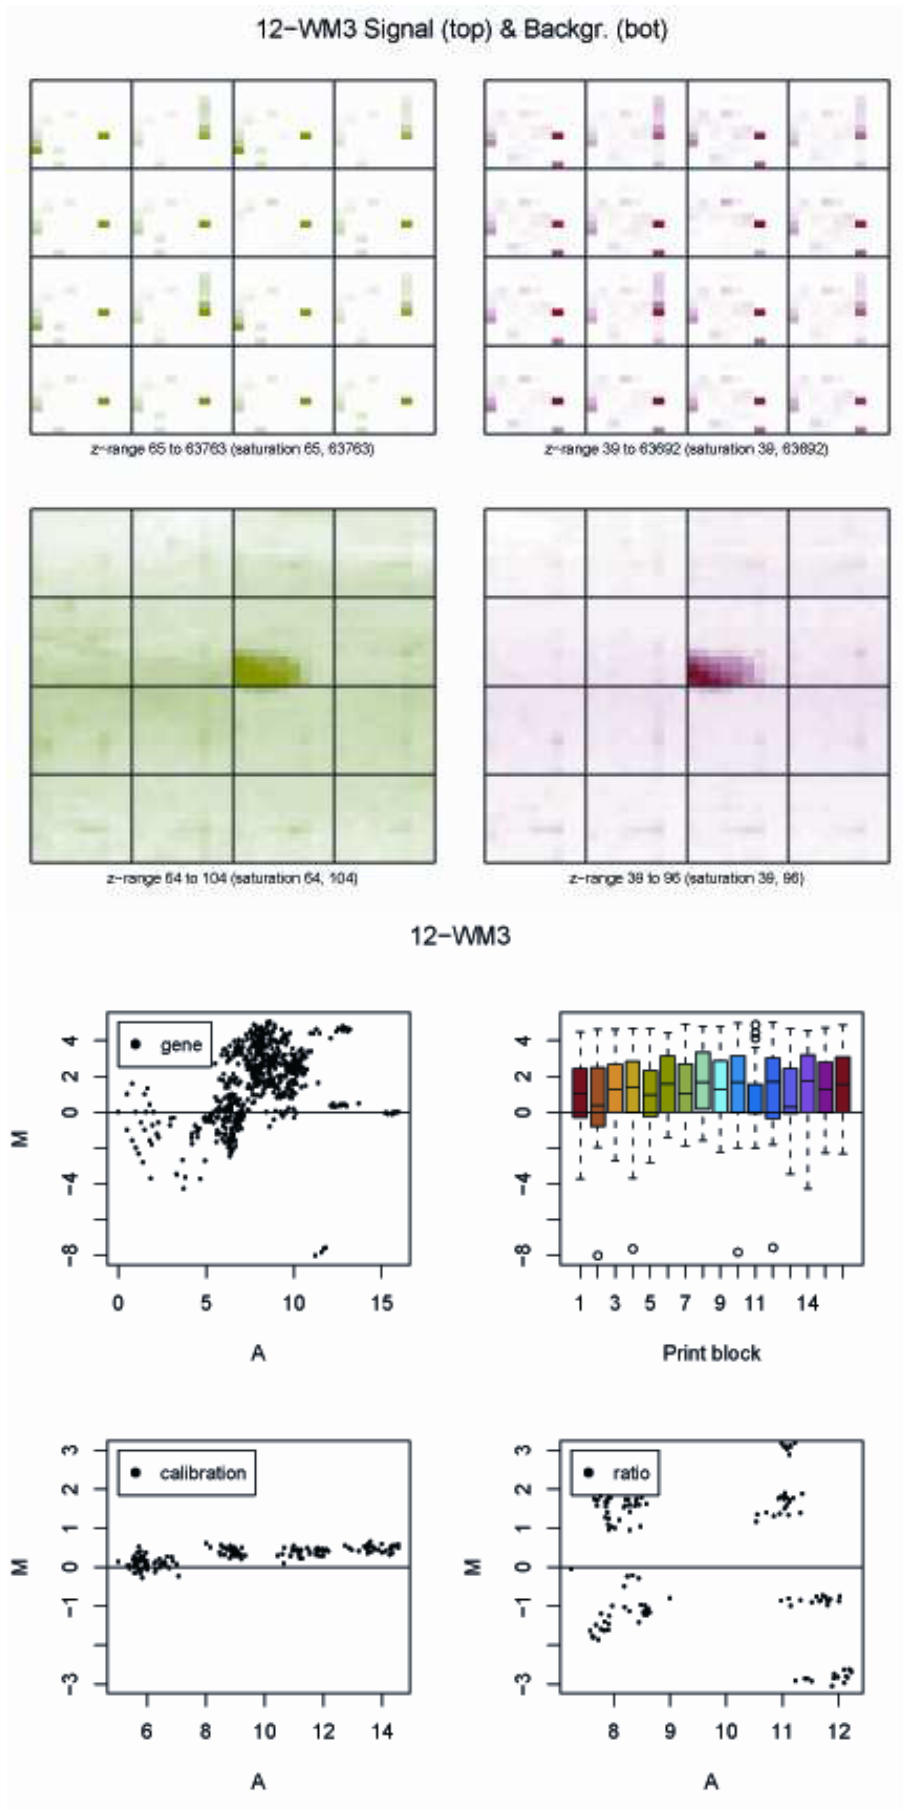 12−WM3 Signal (top) & Backgr. (bot)
z−range 65 to 63763 (saturation 65, 63763)
z−range 39 to 63692 (saturation 39, 63692)
z−range 64 to 104 (saturation 64, 104)
z−range 39 to 96 (saturation 39, 96)
12−WM3
gene
M
4
2
0
−4
−8
0 5 10 15
A
4
2
0
−4
−8
1 3 5 7 9 11 14
Print block
calibration
M
3
2
1
0
−1
−3
6 8 10 12 14
A
ratio
M
3
2
1
0
−1
−3
8 9 10 11 12
A